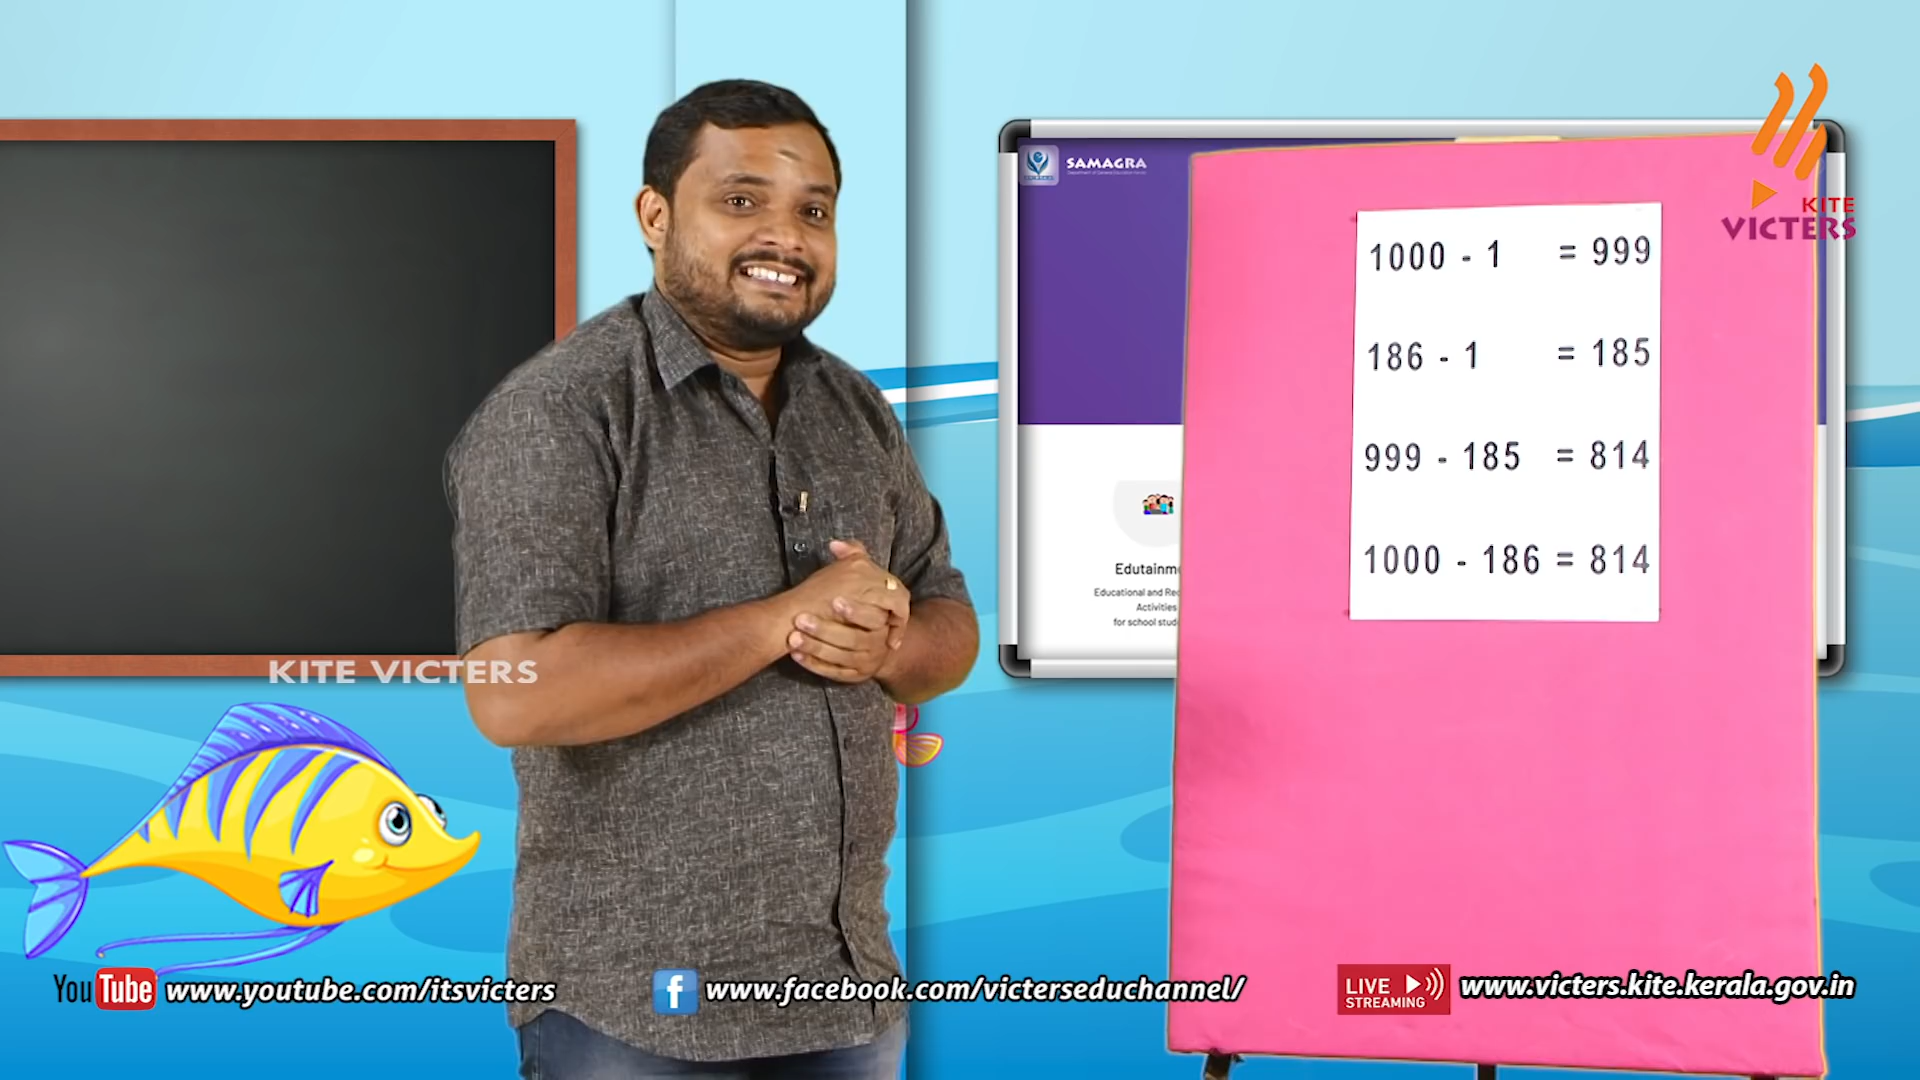 SAMAGRA
KITE
VICTERS
1000 - 1 = 999
186 - 1 = 185
999 - 185 = 814
1000 - 186 = 814
Educational and Re
Activities
for school stud
KITE VICTERS
YouTube www.youtube.com/itsvicters
f www.facebook.com/victerseduchannel/
LIVE STREAMING www.victers.kite.kerala.gov.in